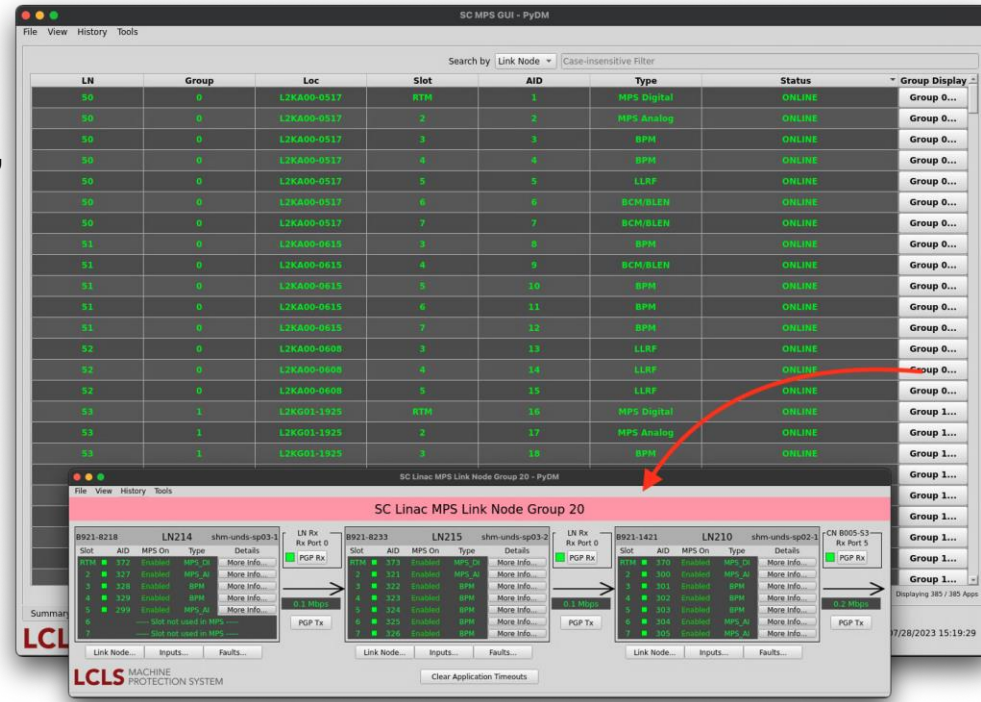 SC MPS GUI - PyDM
File View History Tools
Search by Link Node Case-insensitive Filter
LN Group Loc Slot AID Type Status Group Display
50 0 L2KA00-0517 RTM 1 MPS Digital ONLINE Group 0...
50 0 L2KA00-0517 2 2 MPS Analog ONLINE Group 0...
50 0 L2KA00-0517 3 3 BPM ONLINE Group 0...
50 0 L2KA00-0517 4 4 BPM ONLINE Group 0...
50 0 L2KA00-0517 5 5 LLRF ONLINE Group 0...
50 0 L2KA00-0517 6 6 BCM/BLEN ONLINE Group 0...
50 0 L2KA00-0517 7 7 BCM/BLEN ONLINE Group 0...
51 0 L2KA00-0615 3 8 BPM ONLINE Group 0...
51 0 L2KA00-0615 4 9 BCM/BLEN ONLINE Group 0...
51 0 L2KA00-0615 5 10 BPM ONLINE Group 0...
51 0 L2KA00-0615 6 11 BPM ONLINE Group 0...
51 0 L2KA00-0615 7 12 BPM ONLINE Group 0...
52 0 L2KA00-0608 3 13 LLRF ONLINE Group 0...
52 0 L2KA00-0608 4 14 LLRF ONLINE Group 0...
52 0 L2KA00-0608 5 15 LLRF ONLINE Group 0...
53 1 L2KG01-1925 RTM 16 MPS Digital ONLINE Group 1...
53 1 L2KG01-1925 2 17 MPS Analog ONLINE Group 1...
53 1 L2KG01-1925 3 18 BPM ONLINE Group 1...
Group 1...
Group 1...
Group 1...
Group 1...
Group 1...
Group 1...
Displaying 385 / 385 Apps
Summary
LCL
7/28/2023 15:19:29
SC Linac MPS Link Node Group 20 - PyDM
File View History Tools
SC Linac MPS Link Node Group 20
B921-8218 LN214 shm-unds-sp03-1
Slot AID MPS On Type Details
RTM 372 Enabled MPS_DI More Info...
2 327 Enabled MPS_AI More Info...
3 328 Enabled BPM More Info...
4 329 Enabled BPM More Info...
5 299 Enabled MPS_AI More Info...
6 ---- Slot not used in MPS ----
7 ---- Slot not used in MPS ----
Link Node... Inputs... Faults...
LN Rx
Rx Port 0
PGP Rx
0.1 Mbps
PGP Tx
B921-8233 LN215 shm-unds-sp03-2
Slot AID MPS On Type Details
RTM 373 Enabled MPS_DI More Info...
2 321 Enabled MPS_AI More Info...
3 322 Enabled BPM More Info...
4 323 Enabled BPM More Info...
5 324 Enabled BPM More Info...
6 325 Enabled BPM More Info...
7 326 Enabled BPM More Info...
Link Node... Inputs... Faults...
LN Rx
Rx Port 0
PGP Rx
0.1 Mbps
PGP Tx
B921-1421 LN210 shm-unds-sp02-1
Slot AID MPS On Type Details
RTM 370 Enabled MPS_DI More Info...
2 300 Enabled MPS_AI More Info...
3 301 Enabled BPM More Info...
4 302 Enabled BPM More Info...
5 303 Enabled BPM More Info...
6 304 Enabled MPS_AI More Info...
7 305 Enabled MPS_AI More Info...
Link Node... Inputs... Faults...
CN B005-S3
Rx Port 5
PGP Rx
0.2 Mbps
PGP Tx
LCLS MACHINE
PROTECTION SYSTEM
Clear Application Timeouts